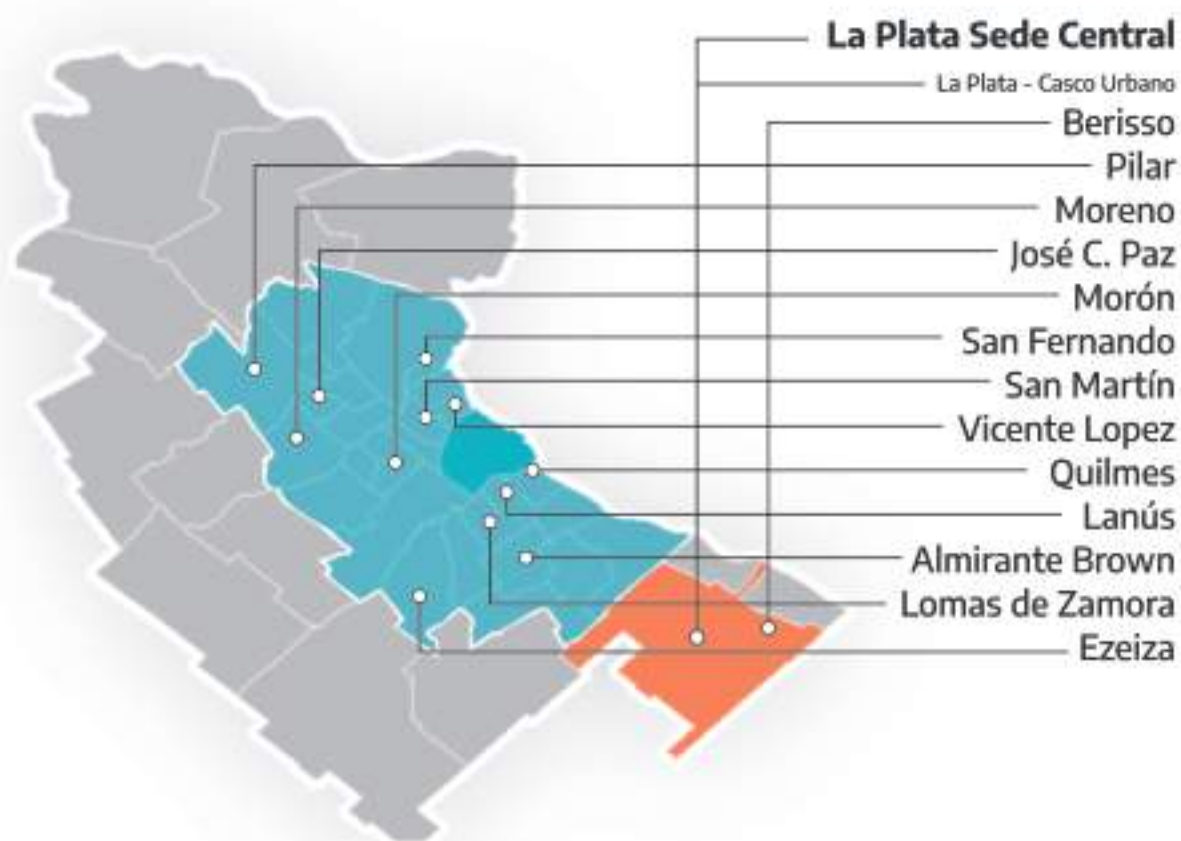 La Plata Sede Central
La Plata - Casco Urbano
Berisso
Pilar
Moreno
José C. Paz
Morón
San Fernando
San Martín
Vicente Lopez
Quilmes
Lanús
Almirante Brown
Lomas de Zamora
Ezeiza